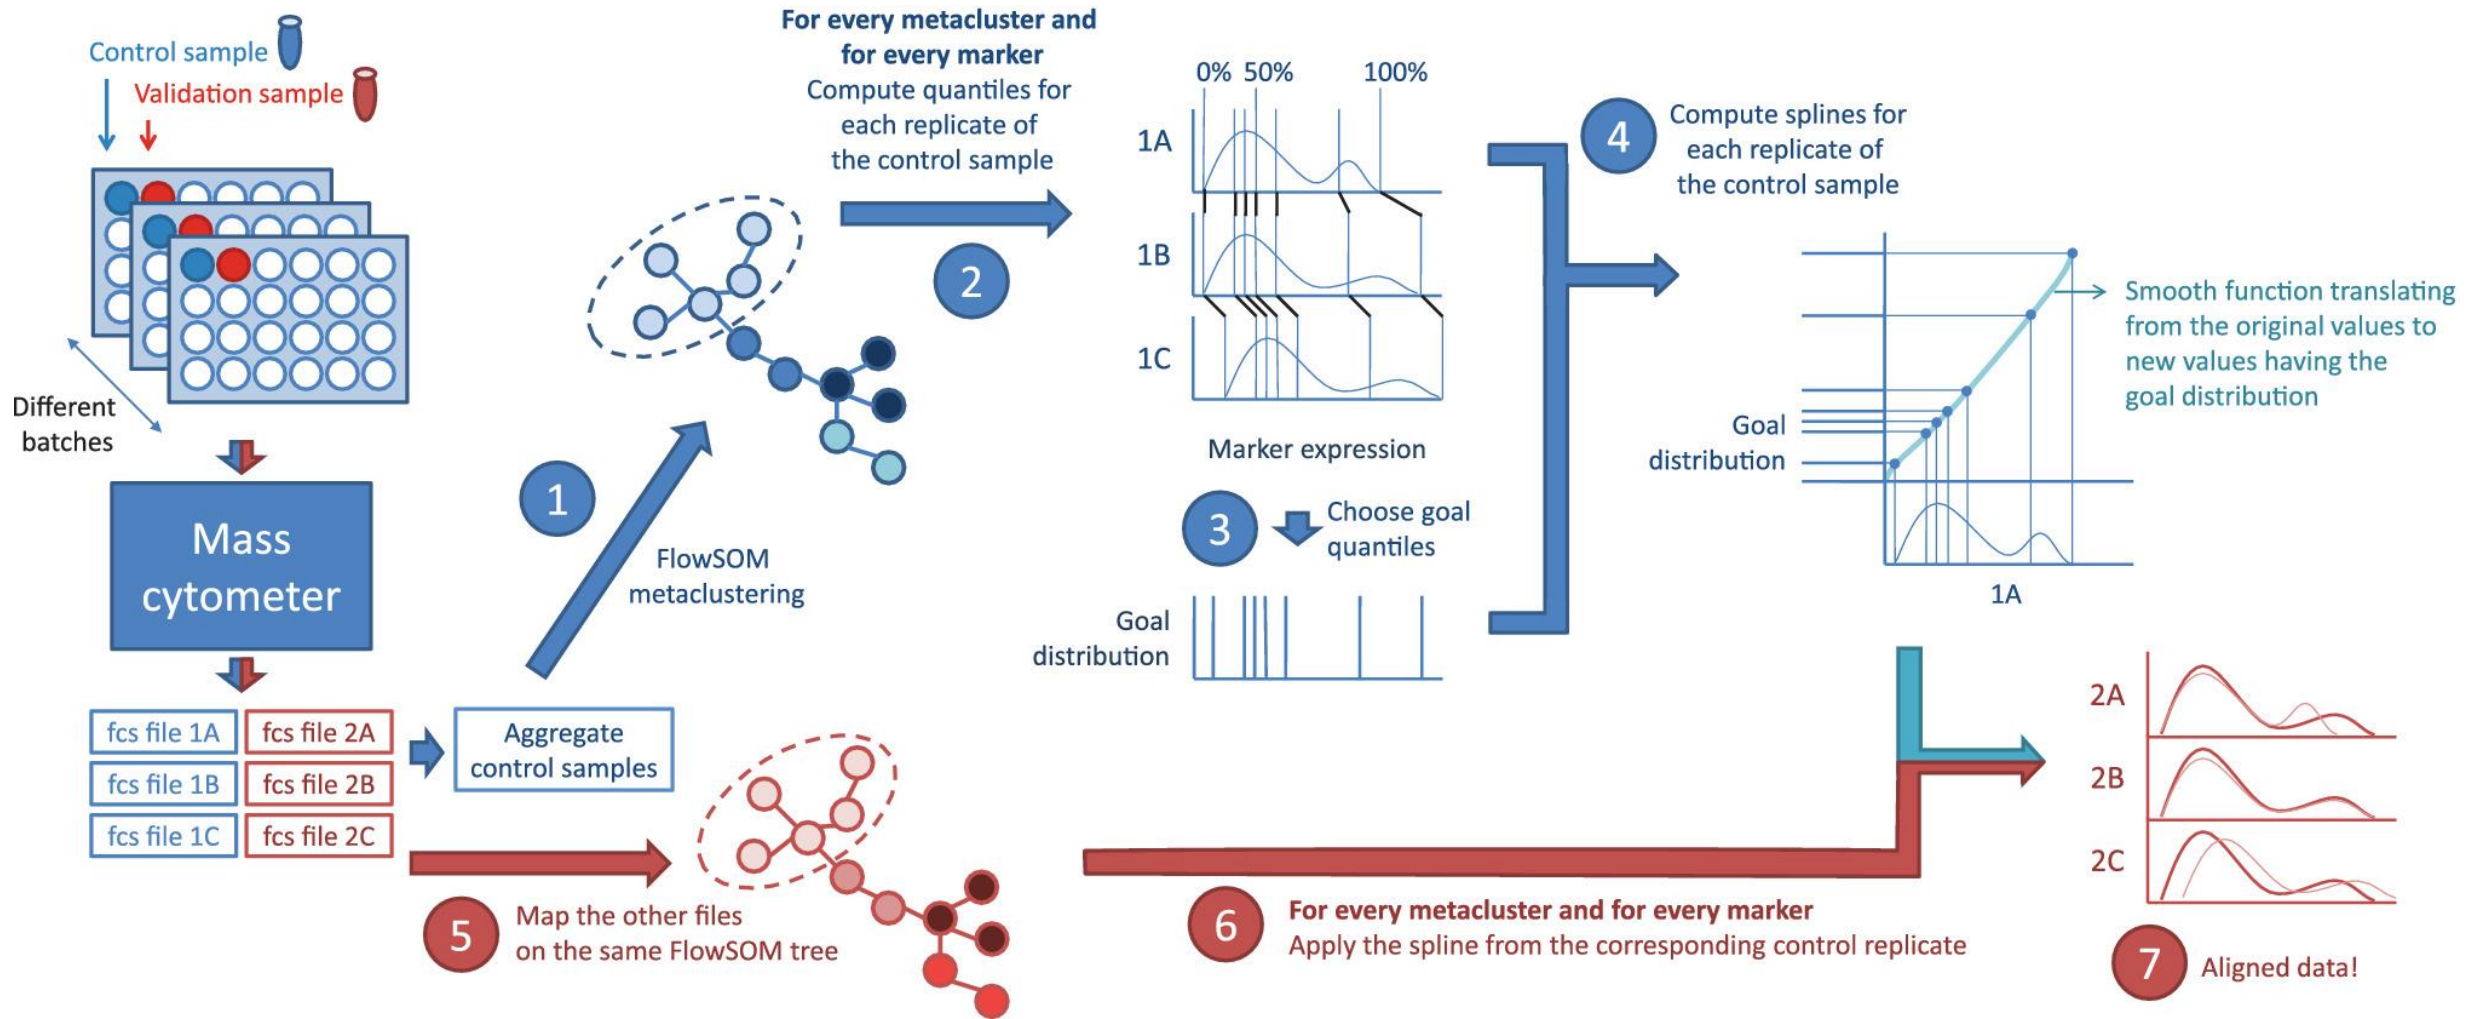 Control sample
Validation sample
Different
batches
Mass
cytometer
fcs file 1A
fcs file 2A
fcs file 1B
fcs file 2B
fcs file 1C
fcs file 2C
Aggregate
control samples
1
FlowSOM
metaclustering
For every metacluster and
for every marker
Compute quantiles for
each replicate of
the control sample
2
0% 50% 100%
1A
1B
1C
Marker expression
3
Choose goal
quantiles
Goal
distribution
4
Compute splines for
each replicate of
the control sample
Smooth function translating
from the original values to
new values having the
goal distribution
Goal
distribution
1A
5
Map the other files
on the same FlowSOM tree
6
For every metacluster and for every marker
Apply the spline from the corresponding control replicate
2A
2B
2C
7
Aligned data!